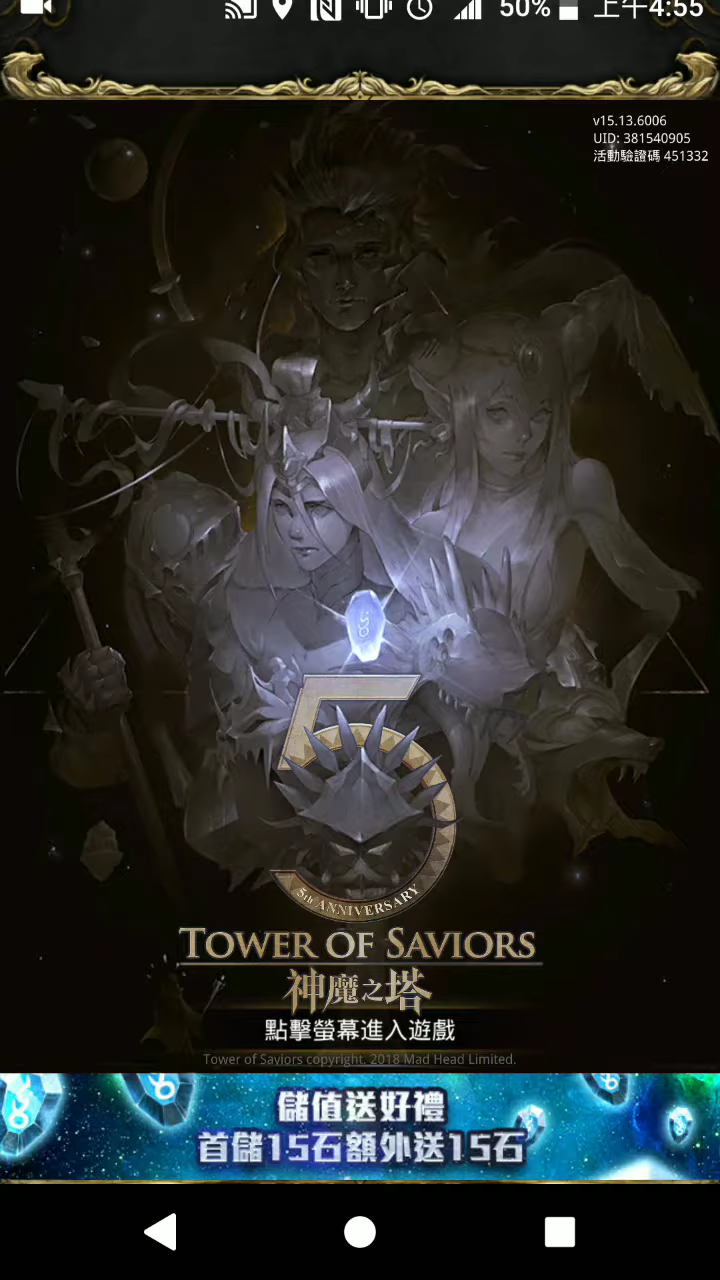 50% 上午4:55
v15.13.6006
UID: 381540905
活動驗證碼 451332
5
5th ANNIVERSARY
TOWER OF SAVIORS
神魔之塔
點擊螢幕進入遊戲
Tower of Saviors copyright. 2018 Mad Head Limited.
儲值送好禮
首儲15石額外送15石